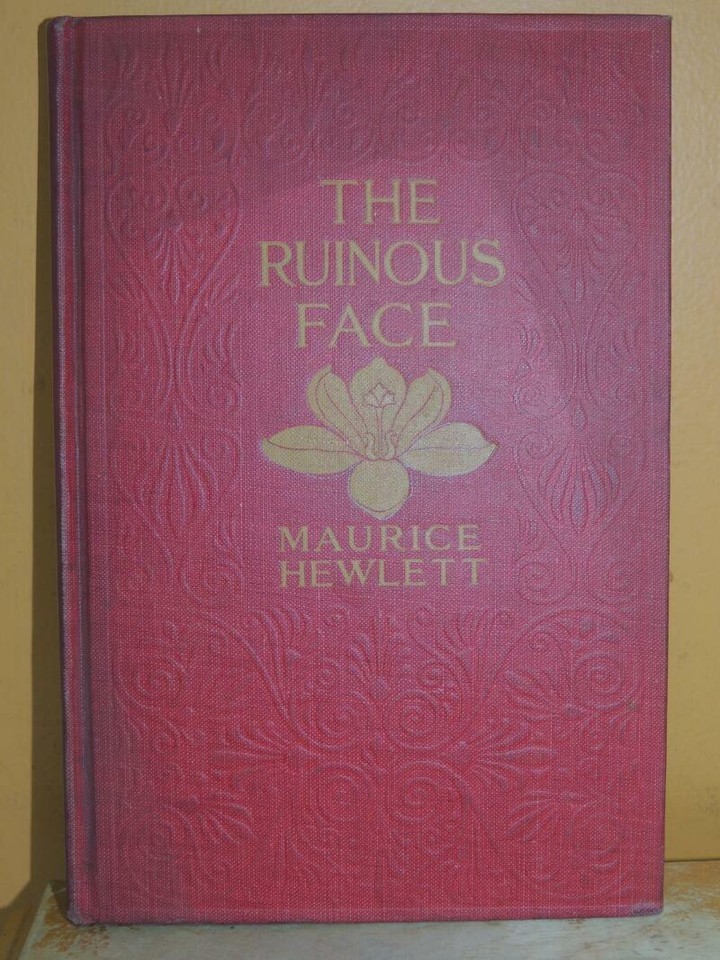 THE
RUINOUS
FACE
MAURICE
HEWLETT